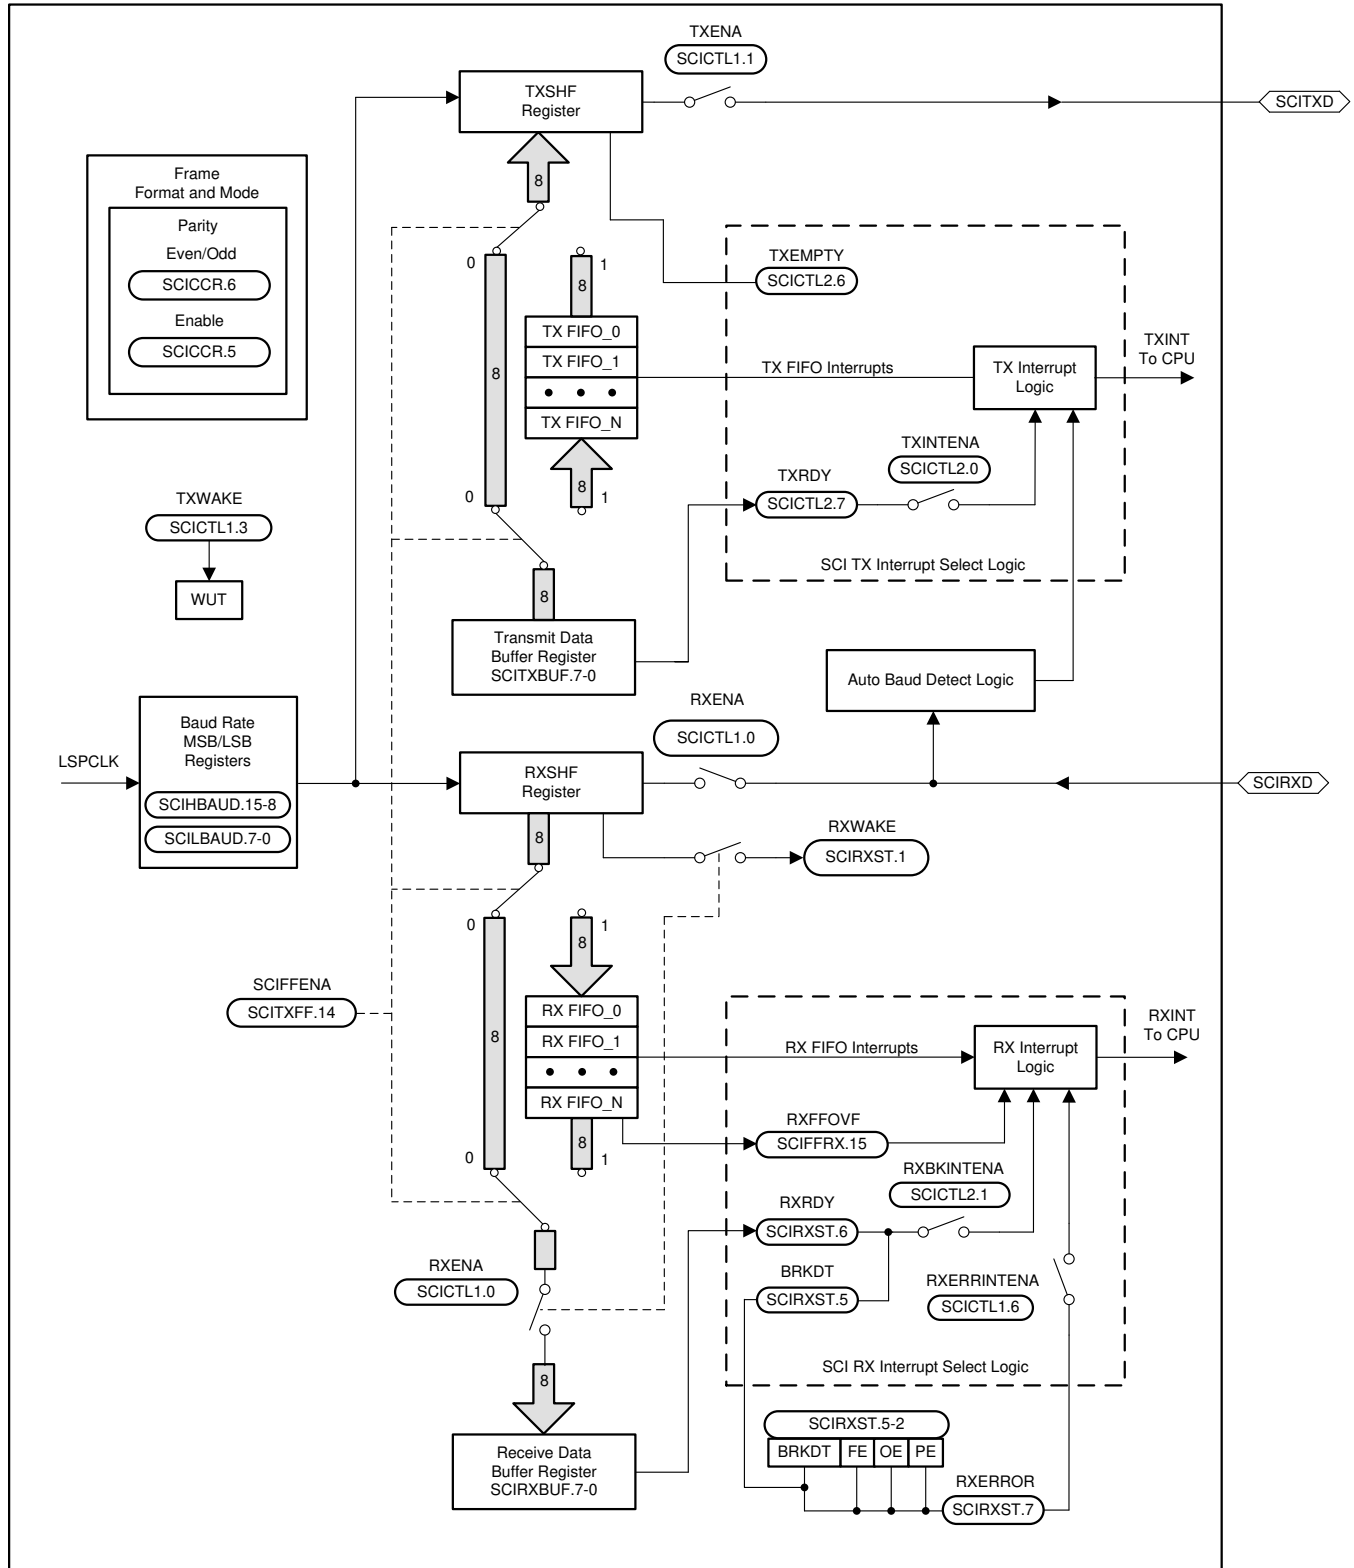 TXENA
SCICTL1.1
TXSHF
Register
SCITXD
8
Frame
Format and Mode
Parity
Even/Odd
SCICCR.6
Enable
SCICCR.5
0
1
8
TX FIFO_0
TX FIFO_1
• • •
TX FIFO_N
8
8
0
1
TXEMPTY
SCICTL2.6
TX FIFO Interrupts
TX Interrupt
Logic
TXINT
To CPU
TXINTENA
SCICTL2.0
TXRDY
SCICTL2.7
SCI TX Interrupt Select Logic
TXWAKE
SCICTL1.3
WUT
8
Transmit Data
Buffer Register
SCITXBUF.7-0
Auto Baud Detect Logic
RXENA
SCICTL1.0
LSPCLK
Baud Rate
MSB/LSB
Registers
SCIHBAUD.15-8
SCILBAUD.7-0
RXSHF
Register
SCIRXD
8
RXWAKE
SCIRXST.1
0
1
8
SCIFFENA
SCITXFF.14
8
RX FIFO_0
RX FIFO_1
• • •
RX FIFO_N
8
0
1
RX FIFO Interrupts
RX Interrupt
Logic
RXINT
To CPU
RXFFOVF
SCIFFRX.15
RXBKINTENA
SCICTL2.1
RXRDY
SCIRXST.6
BRKDT
SCIRXST.5
RXERRINTENA
SCICTL1.6
SCI RX Interrupt Select Logic
RXENA
SCICTL1.0
8
Receive Data
Buffer Register
SCIRXBUF.7-0
SCIRXST.5-2
BRKDT FE OE PE
RXERROR
SCIRXST.7